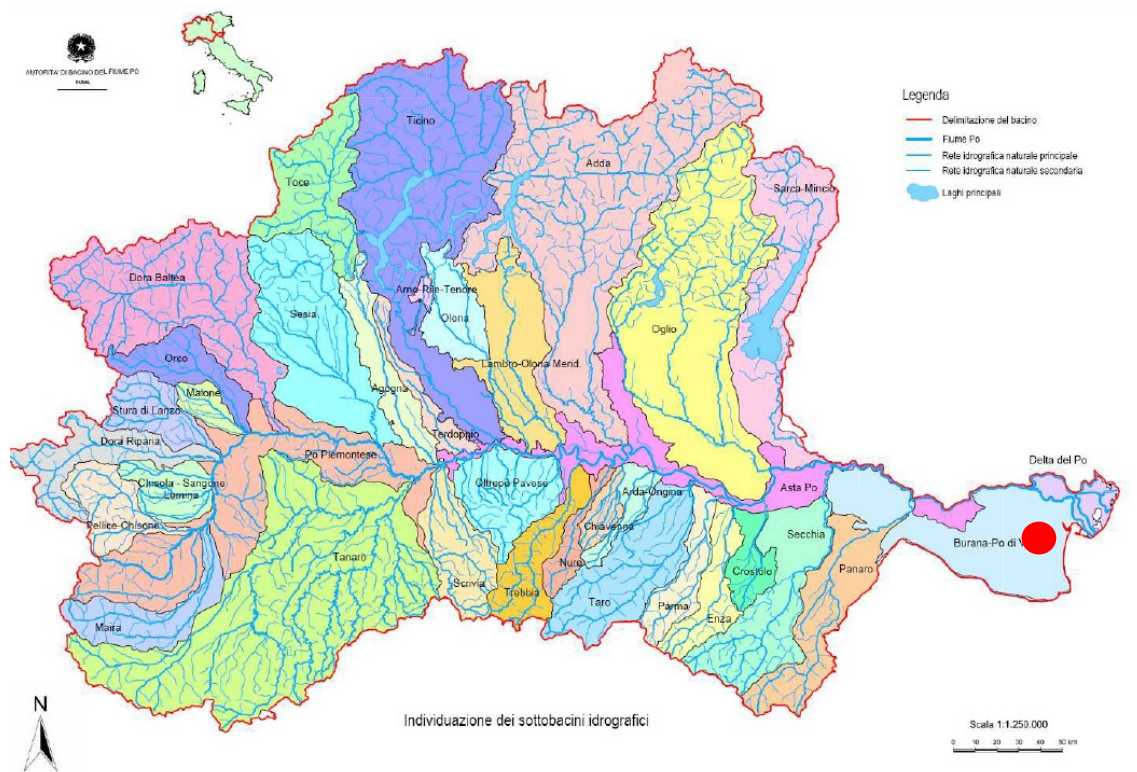 AUTORITA' DI BACINO DEL FIUME PO
PARMA
Legenda
Delimitazione del bacino
Fiume Po
Rete idrografica naturale principale
Rete idrografica naturale secondaria
Laghi principali
Ticino
Adda
Toce
Sarca-Mincio
Dora Baltea
Arno-Rile-Tenore
Sesia
Olona
Oglio
Orco
Lambro-Olona Merid.
Malone
Agogna
Stura di Lanzo
Terdoppio
Dora Riparia
Po Piemontese
Delta del Po
Chisola - Sangone
Lemina
Oltrepò Pavese
Arda-Ongina
Asta Po
Pellice-Chisone
Chiavenna
Secchia
Burana-Po di V
Tanaro
Scrivia
Nure
Crostolo
Panaro
Trebbia
Taro
Parma
Enza
Maira
N
Individuazione dei sottobacini idrografici
Scala 1:1.250.000
0 10 20 30 40 50 km